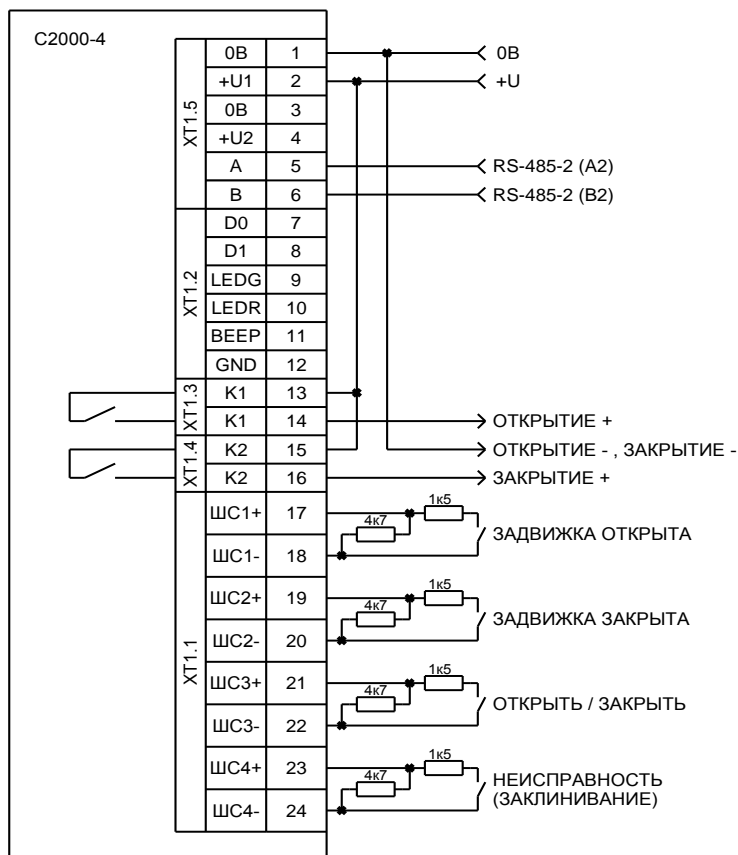 С2000-4
XT1.5
0В 1 0В
+U1 2 +U
0В 3
+U2 4
A 5 RS-485-2 (A2)
B 6 RS-485-2 (B2)
XT1.2
D0 7
D1 8
LEDG 9
LEDR 10
BEEP 11
GND 12
XT1.3
К1 13
К1 14 ОТКРЫТИЕ +
XT1.4
К2 15 ОТКРЫТИЕ - , ЗАКРЫТИЕ -
К2 16 ЗАКРЫТИЕ +
XT1.1
ШС1+ 17 4к7 1к5
ШС1- 18 ЗАДВИЖКА ОТКРЫТА
ШС2+ 19 4к7 1к5
ШС2- 20 ЗАДВИЖКА ЗАКРЫТА
ШС3+ 21 4к7 1к5
ШС3- 22 ОТКРЫТЬ / ЗАКРЫТЬ
ШС4+ 23 4к7 1к5
ШС4- 24 НЕИСПРАВНОСТЬ
(ЗАКЛИНИВАНИЕ)